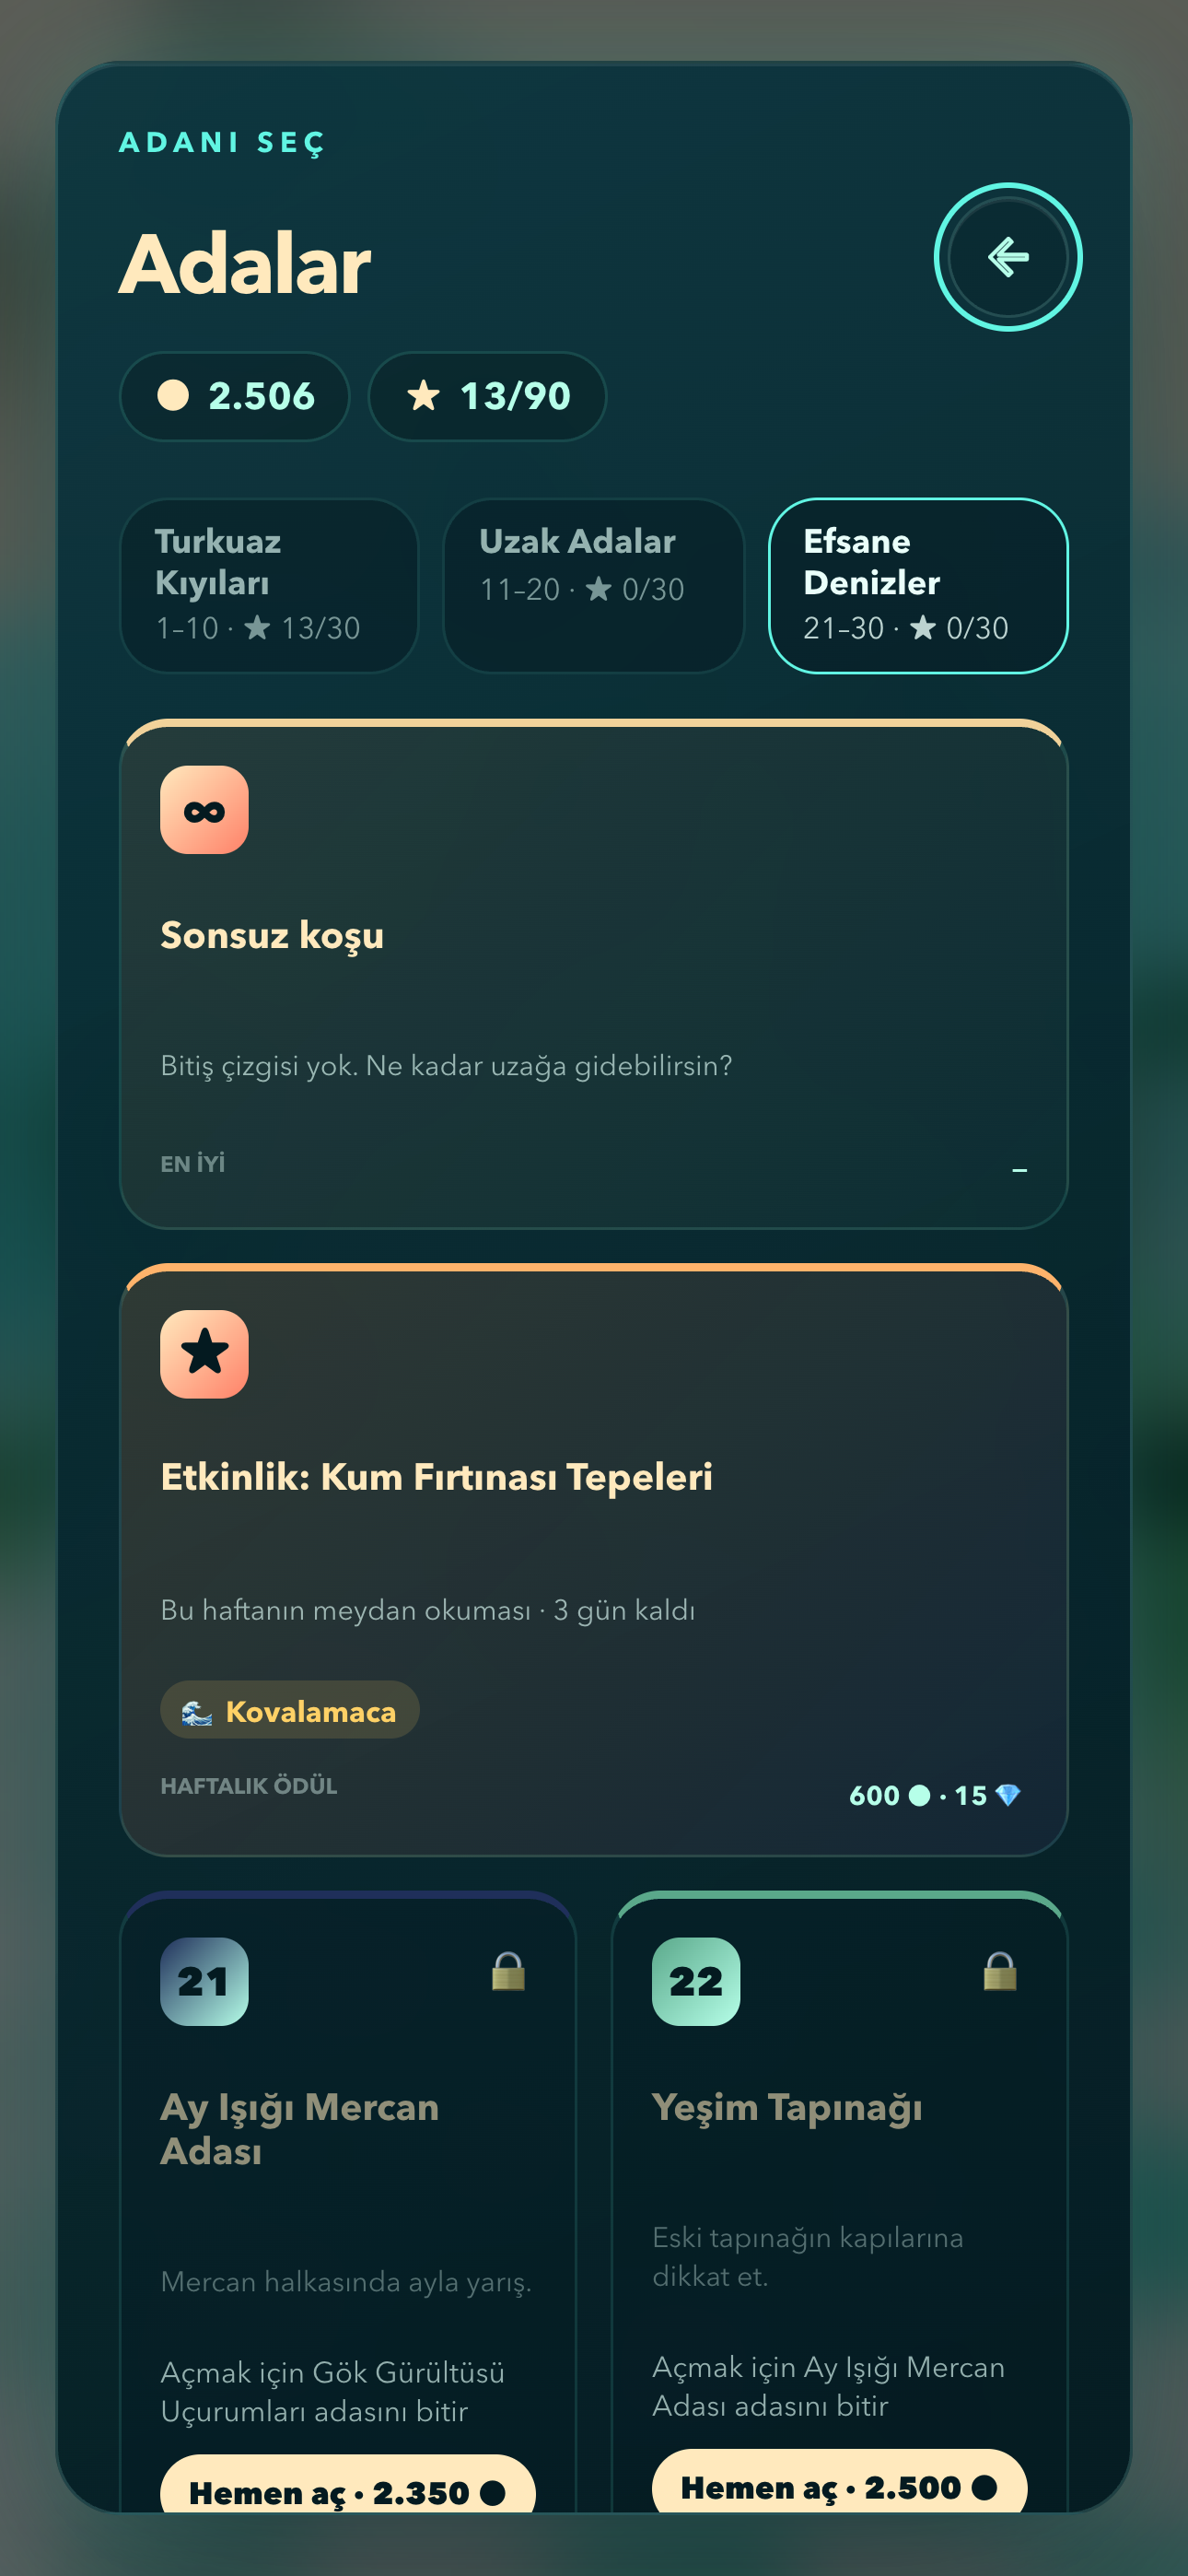 ADANI SEÇ
Adalar
2.506
★ 13/90
Turkuaz
Kıyıları
1–10 · ★ 13/30
Uzak Adalar
11–20 · ★ 0/30
Efsane
Denizler
21–30 · ★ 0/30
∞
Sonsuz koşu
Bitiş çizgisi yok. Ne kadar uzağa gidebilirsin?
EN İYİ
–
Etkinlik: Kum Fırtınası Tepeleri
Bu haftanın meydan okuması · 3 gün kaldı
🌊 Kovalamaca
HAFTALIK ÖDÜL
600 ● · 15 💎
21
Ay Işığı Mercan
Adası
Mercan halkasında ayla yarış.
Açmak için Gök Gürültüsü
Uçurumları adasını bitir
Hemen aç · 2.350 ●
22
Yeşim Tapınağı
Eski tapınağın kapılarına
dikkat et.
Açmak için Ay Işığı Mercan
Adası adasını bitir
Hemen aç · 2.500 ●